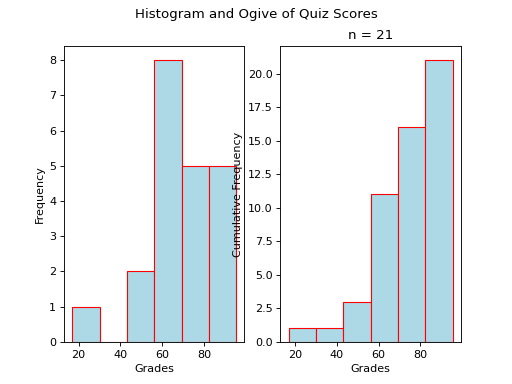 Histogram and Ogive of Quiz Scores
n = 21
8
7
6
5
4
3
2
1
0
Frequency
20 40 60 80
Grades
20.0
17.5
15.0
12.5
10.0
7.5
5.0
2.5
0.0
Cumulative Frequency
20 40 60 80
Grades